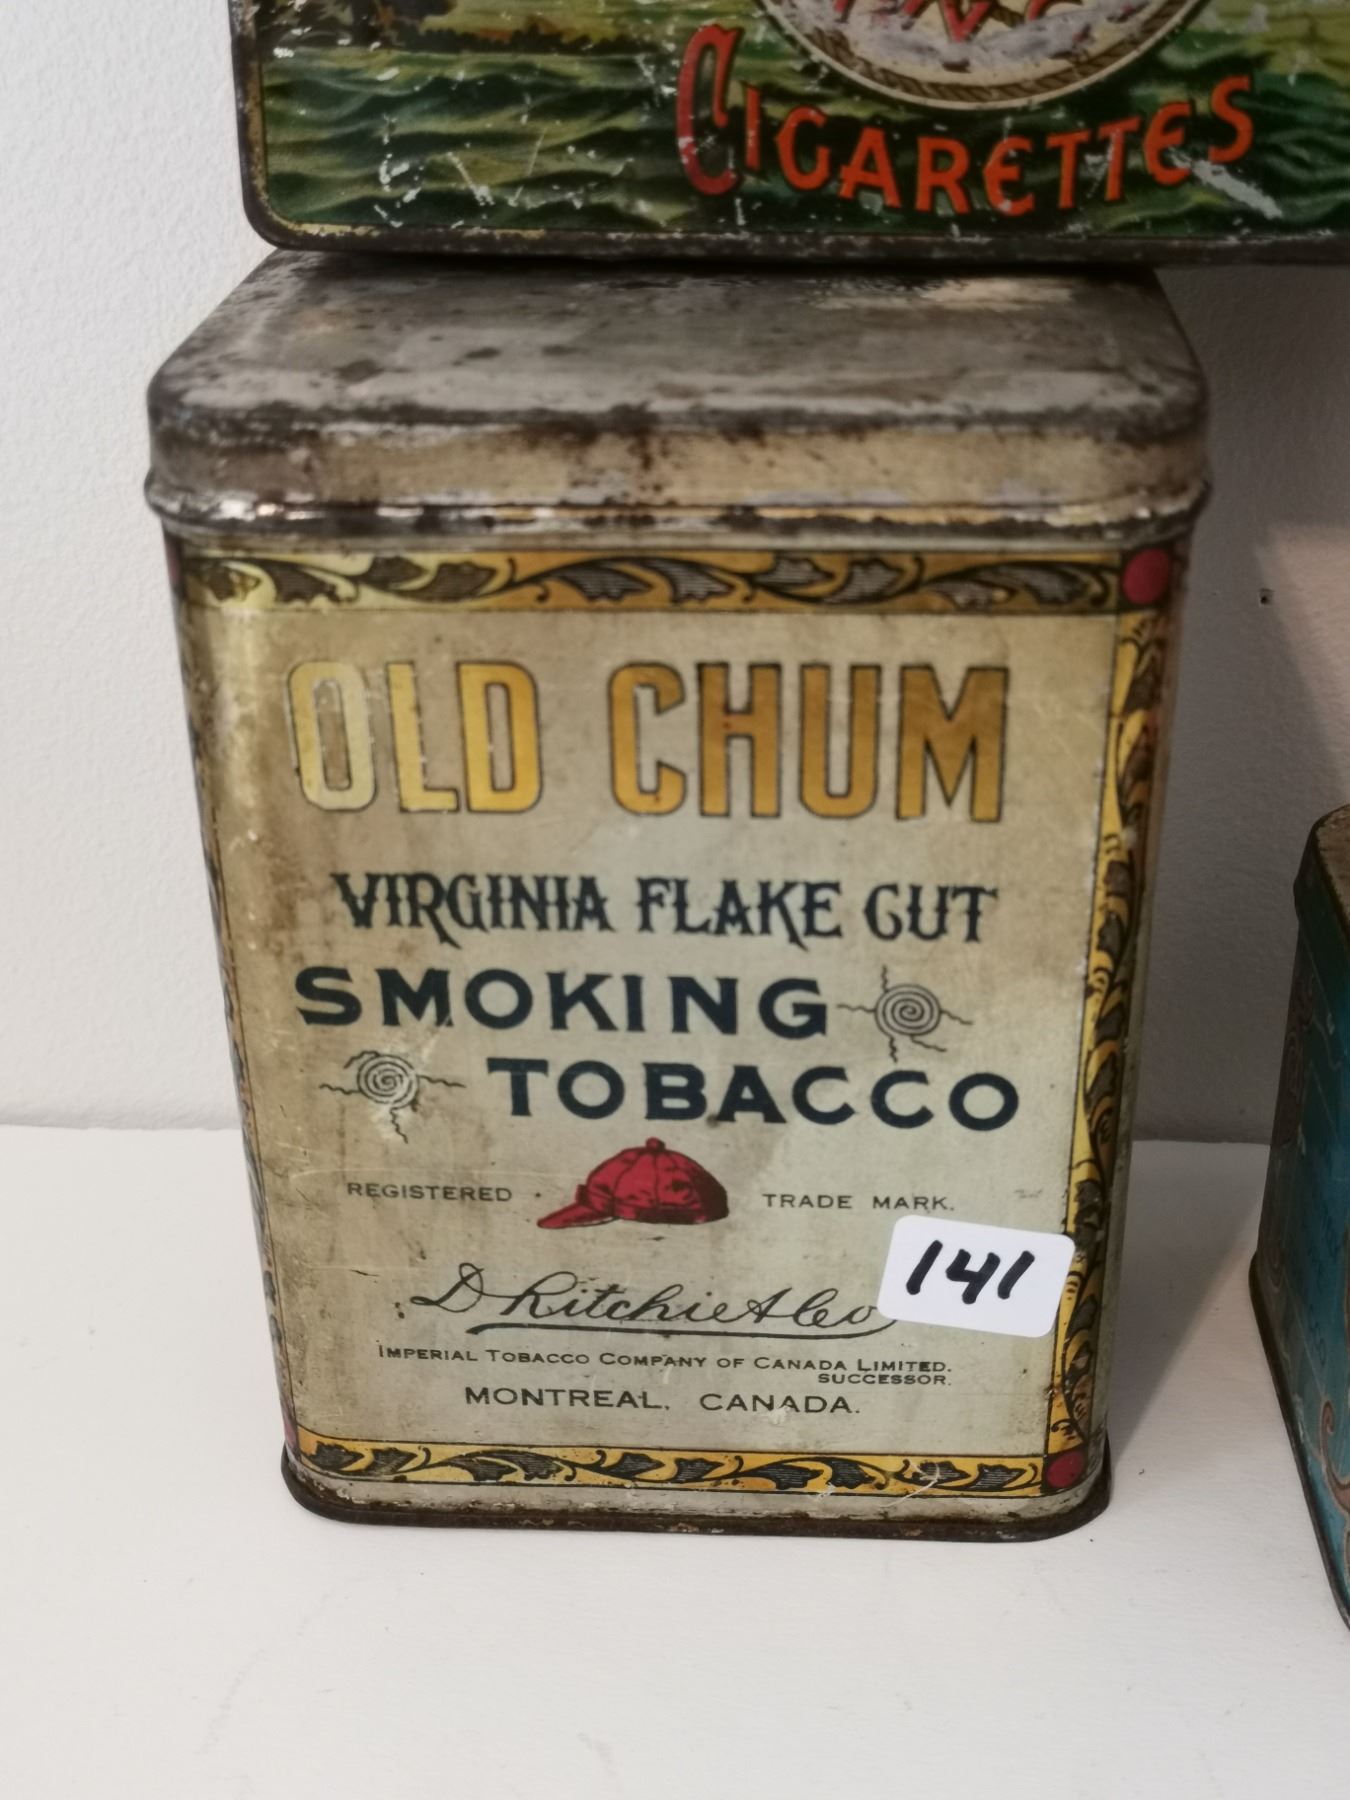 CIGARETTES
OLD CHUM
VIRGINIA FLAKE CUT
SMOKING
TOBACCO
REGISTERED TRADE MARK.
D Ritchie & Co
141
IMPERIAL TOBACCO COMPANY OF CANADA LIMITED.
SUCCESSOR.
MONTREAL, CANADA.